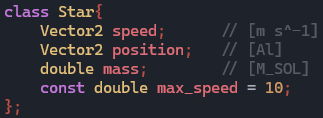 class Star{
    Vector2 speed;      // [m s^-1]
    Vector2 position;   // [Al]
    double mass;        // [M_SOL]
    const double max_speed = 10;
};